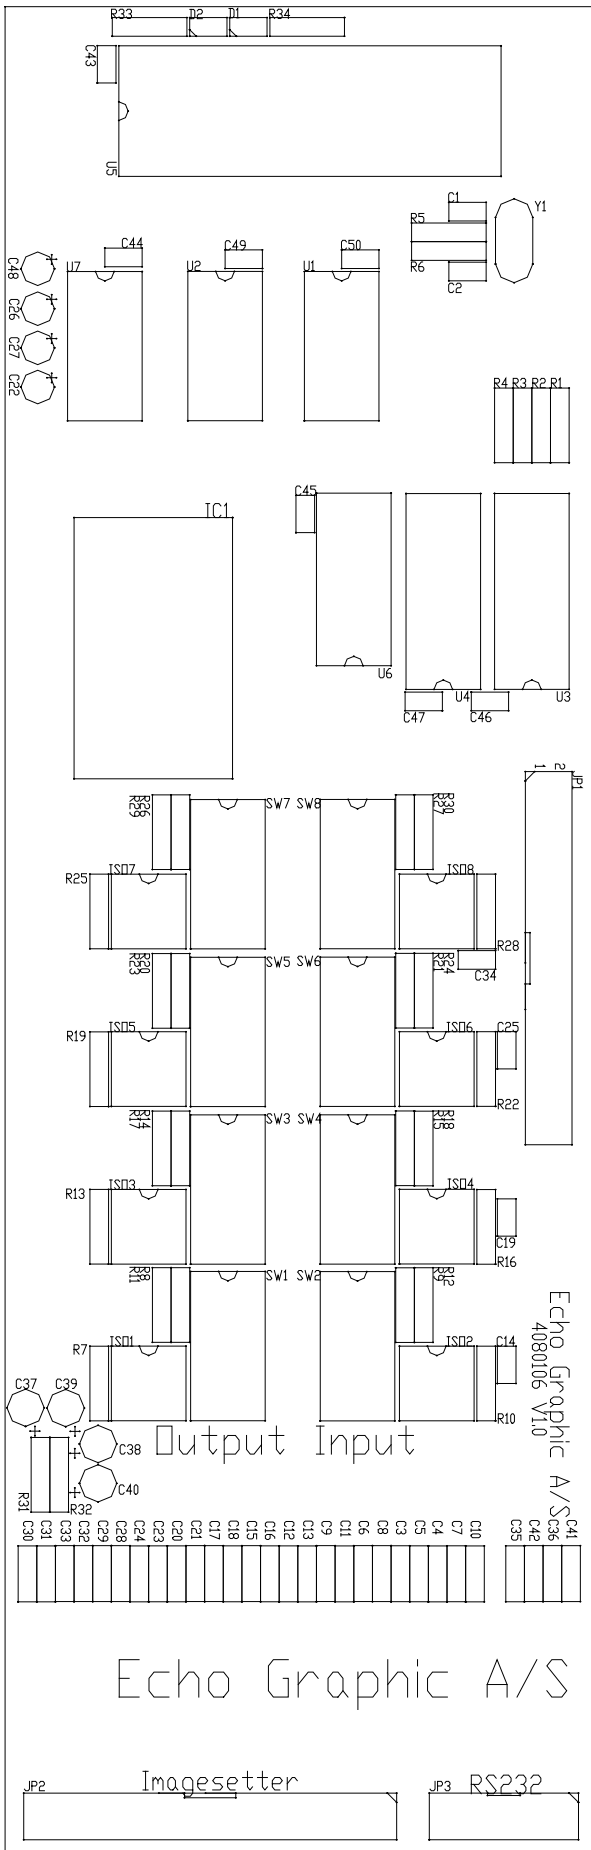 R33 D2 D1 R34
C43
U5
C1
Y1
R5
R6
C2
C44 C49 C50
U7 U2 U1
C48
C26
C27
C22
R4 R3 R2 R1
C45
IC1
U6
U4 U3
C47 C46
1 2
JP1
R29 R26 SW7 SW8 R27 R30
R25 ISO7 ISO8
R28
C34
R23 R20 SW5 SW6 R21 R24
R19 ISO5 ISO6 C25
R22
R17 R14 SW3 SW4 R15 R18
R13 ISO3 ISO4
C19
R16
R11 R8 SW1 SW2 R9 R12
R7 ISO1 ISO2 C14
R10
Echo Graphic A/S
4080106 V1.0
C37 C39
C38
C40
Output Input
R31 R32
C30 C31 C33 C32 C29 C28 C24 C23 C20 C21 C17 C18 C15 C16 C12 C13 C9 C11 C6 C8 C3 C5 C4 C7 C10 C35 C42 C36 C41
Echo Graphic A/S
JP2 Imagesetter JP3 RS232